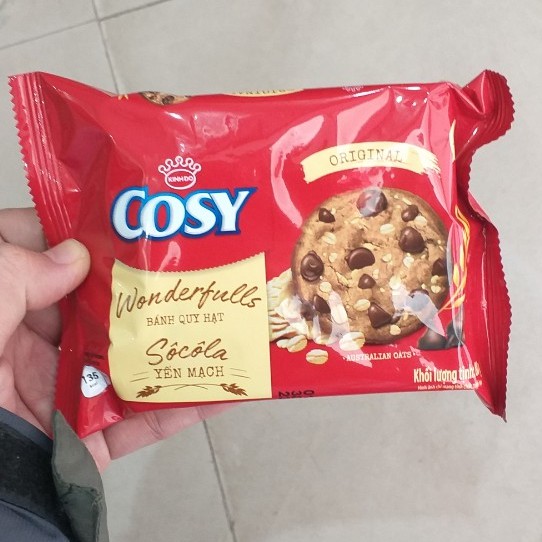 ORIGINAL
KINH DO
COSY
Wonderfulls
BÁNH QUY HẠT
Sôcôla
YẾN MẠCH
AUSTRALIAN OATS
135
Khối lượng tịnh